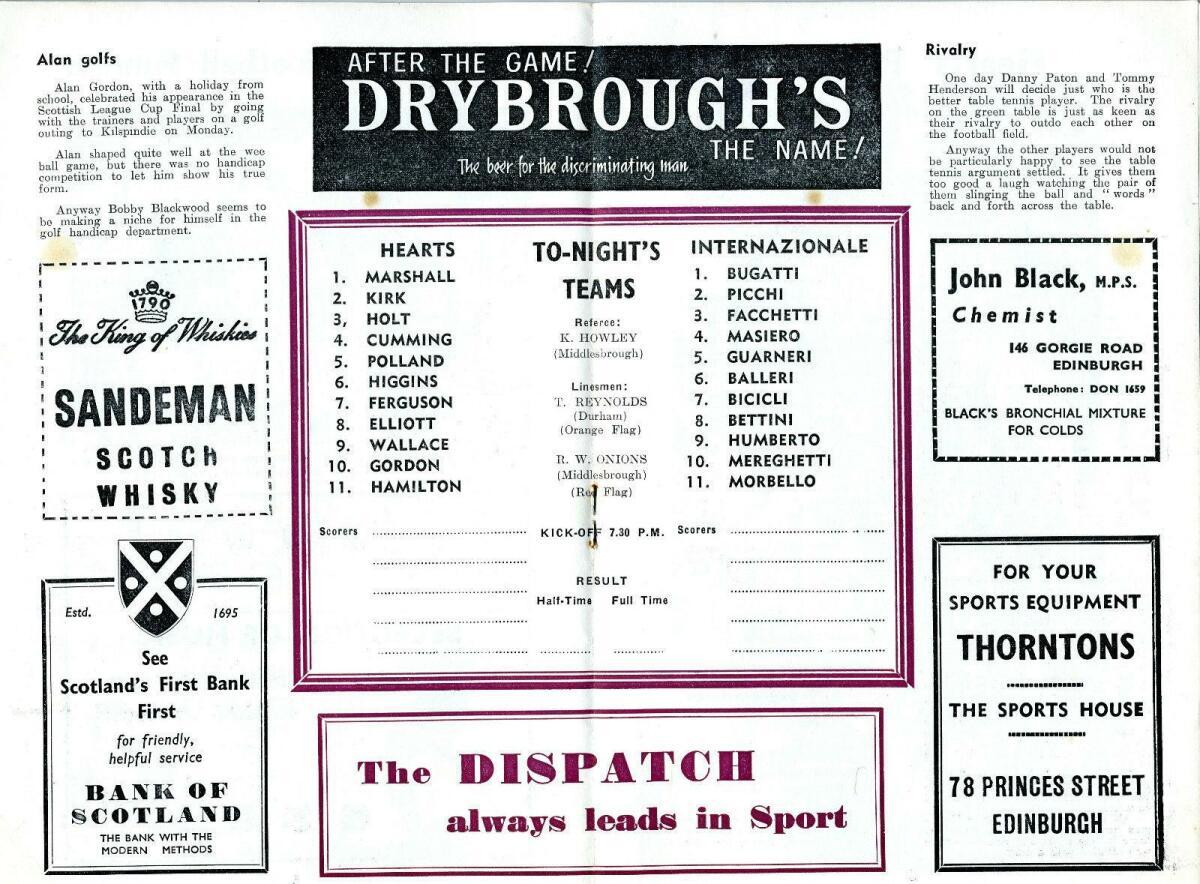 Alan golfs
Alan Gordon, with a holiday from
school, celebrated his appearance in the
Scottish League Cup Final by going
with the trainers and players on a golf
outing to Kilspindie on Monday.
Alan shaped quite well at the wee
ball game, but there was no handicap
competition to let him show his true
form.
Anyway Bobby Blackwood seems to
be making a niche for himself in the
golf handicap department.
1790
The King of Whiskies
SANDEMAN
SCOTCH
WHISKY
Estd. 1695
See
Scotland's First Bank
First
for friendly,
helpful service
BANK OF
SCOTLAND
THE BANK WITH THE
MODERN METHODS
AFTER THE GAME!
DRYBROUGH'S
THE NAME!
The beer for the discriminating man
HEARTS
1. MARSHALL
2. KIRK
3, HOLT
4. CUMMING
5. POLLAND
6. HIGGINS
7. FERGUSON
8. ELLIOTT
9. WALLACE
10. GORDON
11. HAMILTON
TO-NIGHT'S
TEAMS
Referee:
K. HOWLEY
(Middlesbrough)
Linesmen:
T. REYNOLDS
(Durham)
(Orange Flag)
R. W. ONIONS
(Middlesbrough)
(Red Flag)
INTERNAZIONALE
1. BUGATTI
2. PICCHI
3. FACCHETTI
4. MASIERO
5. GUARNERI
6. BALLERI
7. BICICLI
8. BETTINI
9. HUMBERTO
10. MEREGHETTI
11. MORBELLO
Scorers
KICK-OFF 7.30 P.M.
Scorers
RESULT
Half-Time Full Time
The DISPATCH
always leads in Sport
Rivalry
One day Danny Paton and Tommy
Henderson will decide just who is the
better table tennis player. The rivalry
on the green table is just as keen as
their rivalry to outdo each other on
the football field.
Anyway the other players would not
be particularly happy to see the table
tennis argument settled. It gives them
too good a laugh watching the pair of
them slinging the ball and "words"
back and forth across the table.
John Black, M.P.S.
Chemist
146 GORGIE ROAD
EDINBURGH
Telephone: DON 1659
BLACK'S BRONCHIAL MIXTURE
FOR COLDS
FOR YOUR
SPORTS EQUIPMENT
THORNTONS
THE SPORTS HOUSE
78 PRINCES STREET
EDINBURGH